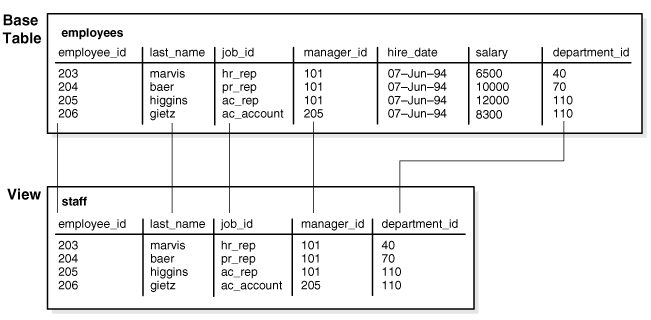 Base
Table
employees
employee_id last_name job_id manager_id hire_date salary department_id
203 marvis hr_rep 101 07–Jun–94 6500 40
204 baer pr_rep 101 07–Jun–94 10000 70
205 higgins ac_rep 101 07–Jun–94 12000 110
206 gietz ac_account 205 07–Jun–94 8300 110
View
staff
employee_id last_name job_id manager_id department_id
203 marvis hr_rep 101 40
204 baer pr_rep 101 70
205 higgins ac_rep 101 110
206 gietz ac_account 205 110